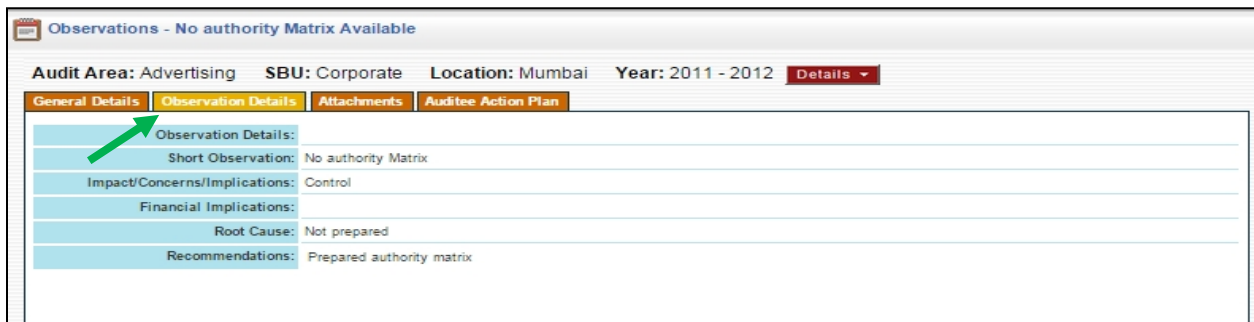 Observations - No authority Matrix Available
Audit Area: Advertising SBU: Corporate Location: Mumbai Year: 2011 - 2012 Details
General Details Observation Details Attachments Auditee Action Plan
Observation Details:
Short Observation: No authority Matrix
Impact/Concerns/Implications: Control
Financial Implications:
Root Cause: Not prepared
Recommendations: Prepared authority matrix